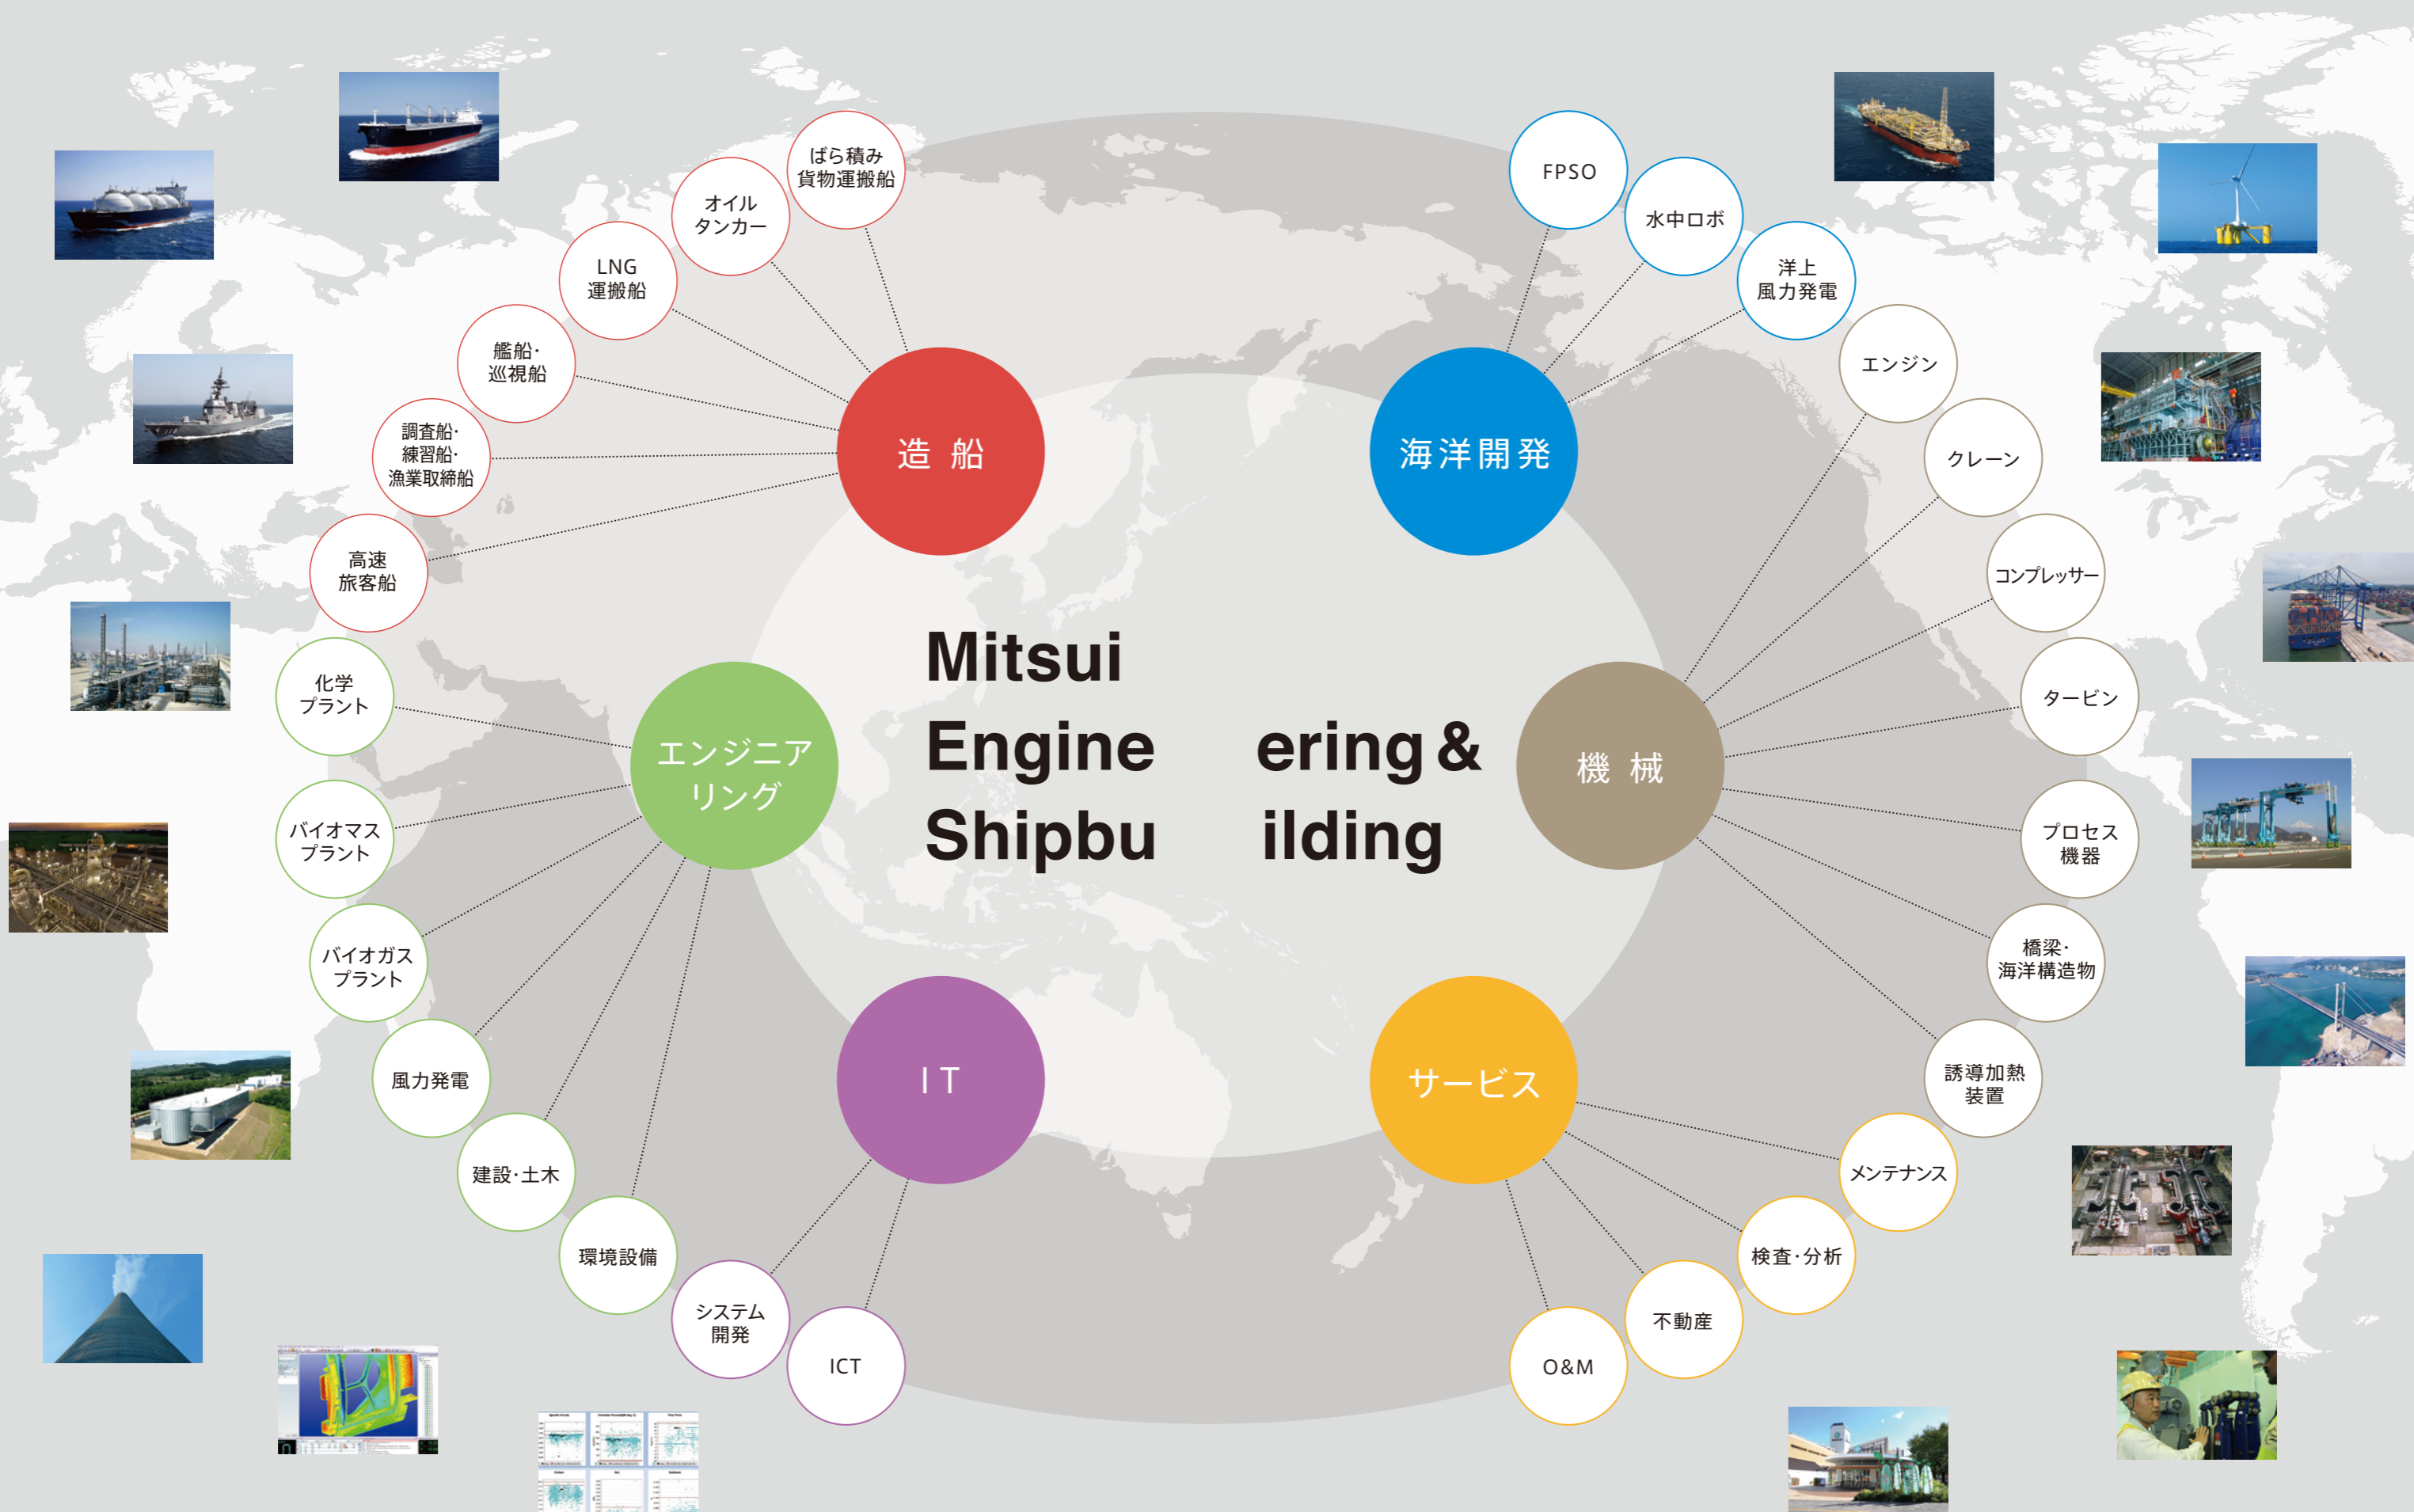 ばら積み
貨物運搬船
オイル
タンカー
LNG
運搬船
艦船・
巡視船
調査船・
練習船・
漁業取締船
高速
旅客船
造船
FPSO
水中ロボ
洋上
風力発電
海洋開発
エンジン
クレーン
コンプレッサー
タービン
プロセス
機器
橋梁・
海洋構造物
誘導加熱
装置
機械
Mitsui
Engineering &
Shipbuilding
化学
プラント
バイオマス
プラント
バイオガス
プラント
風力発電
建設・土木
環境設備
エンジニア
リング
IT
システム
開発
ICT
サービス
メンテナンス
検査・分析
不動産
O&M